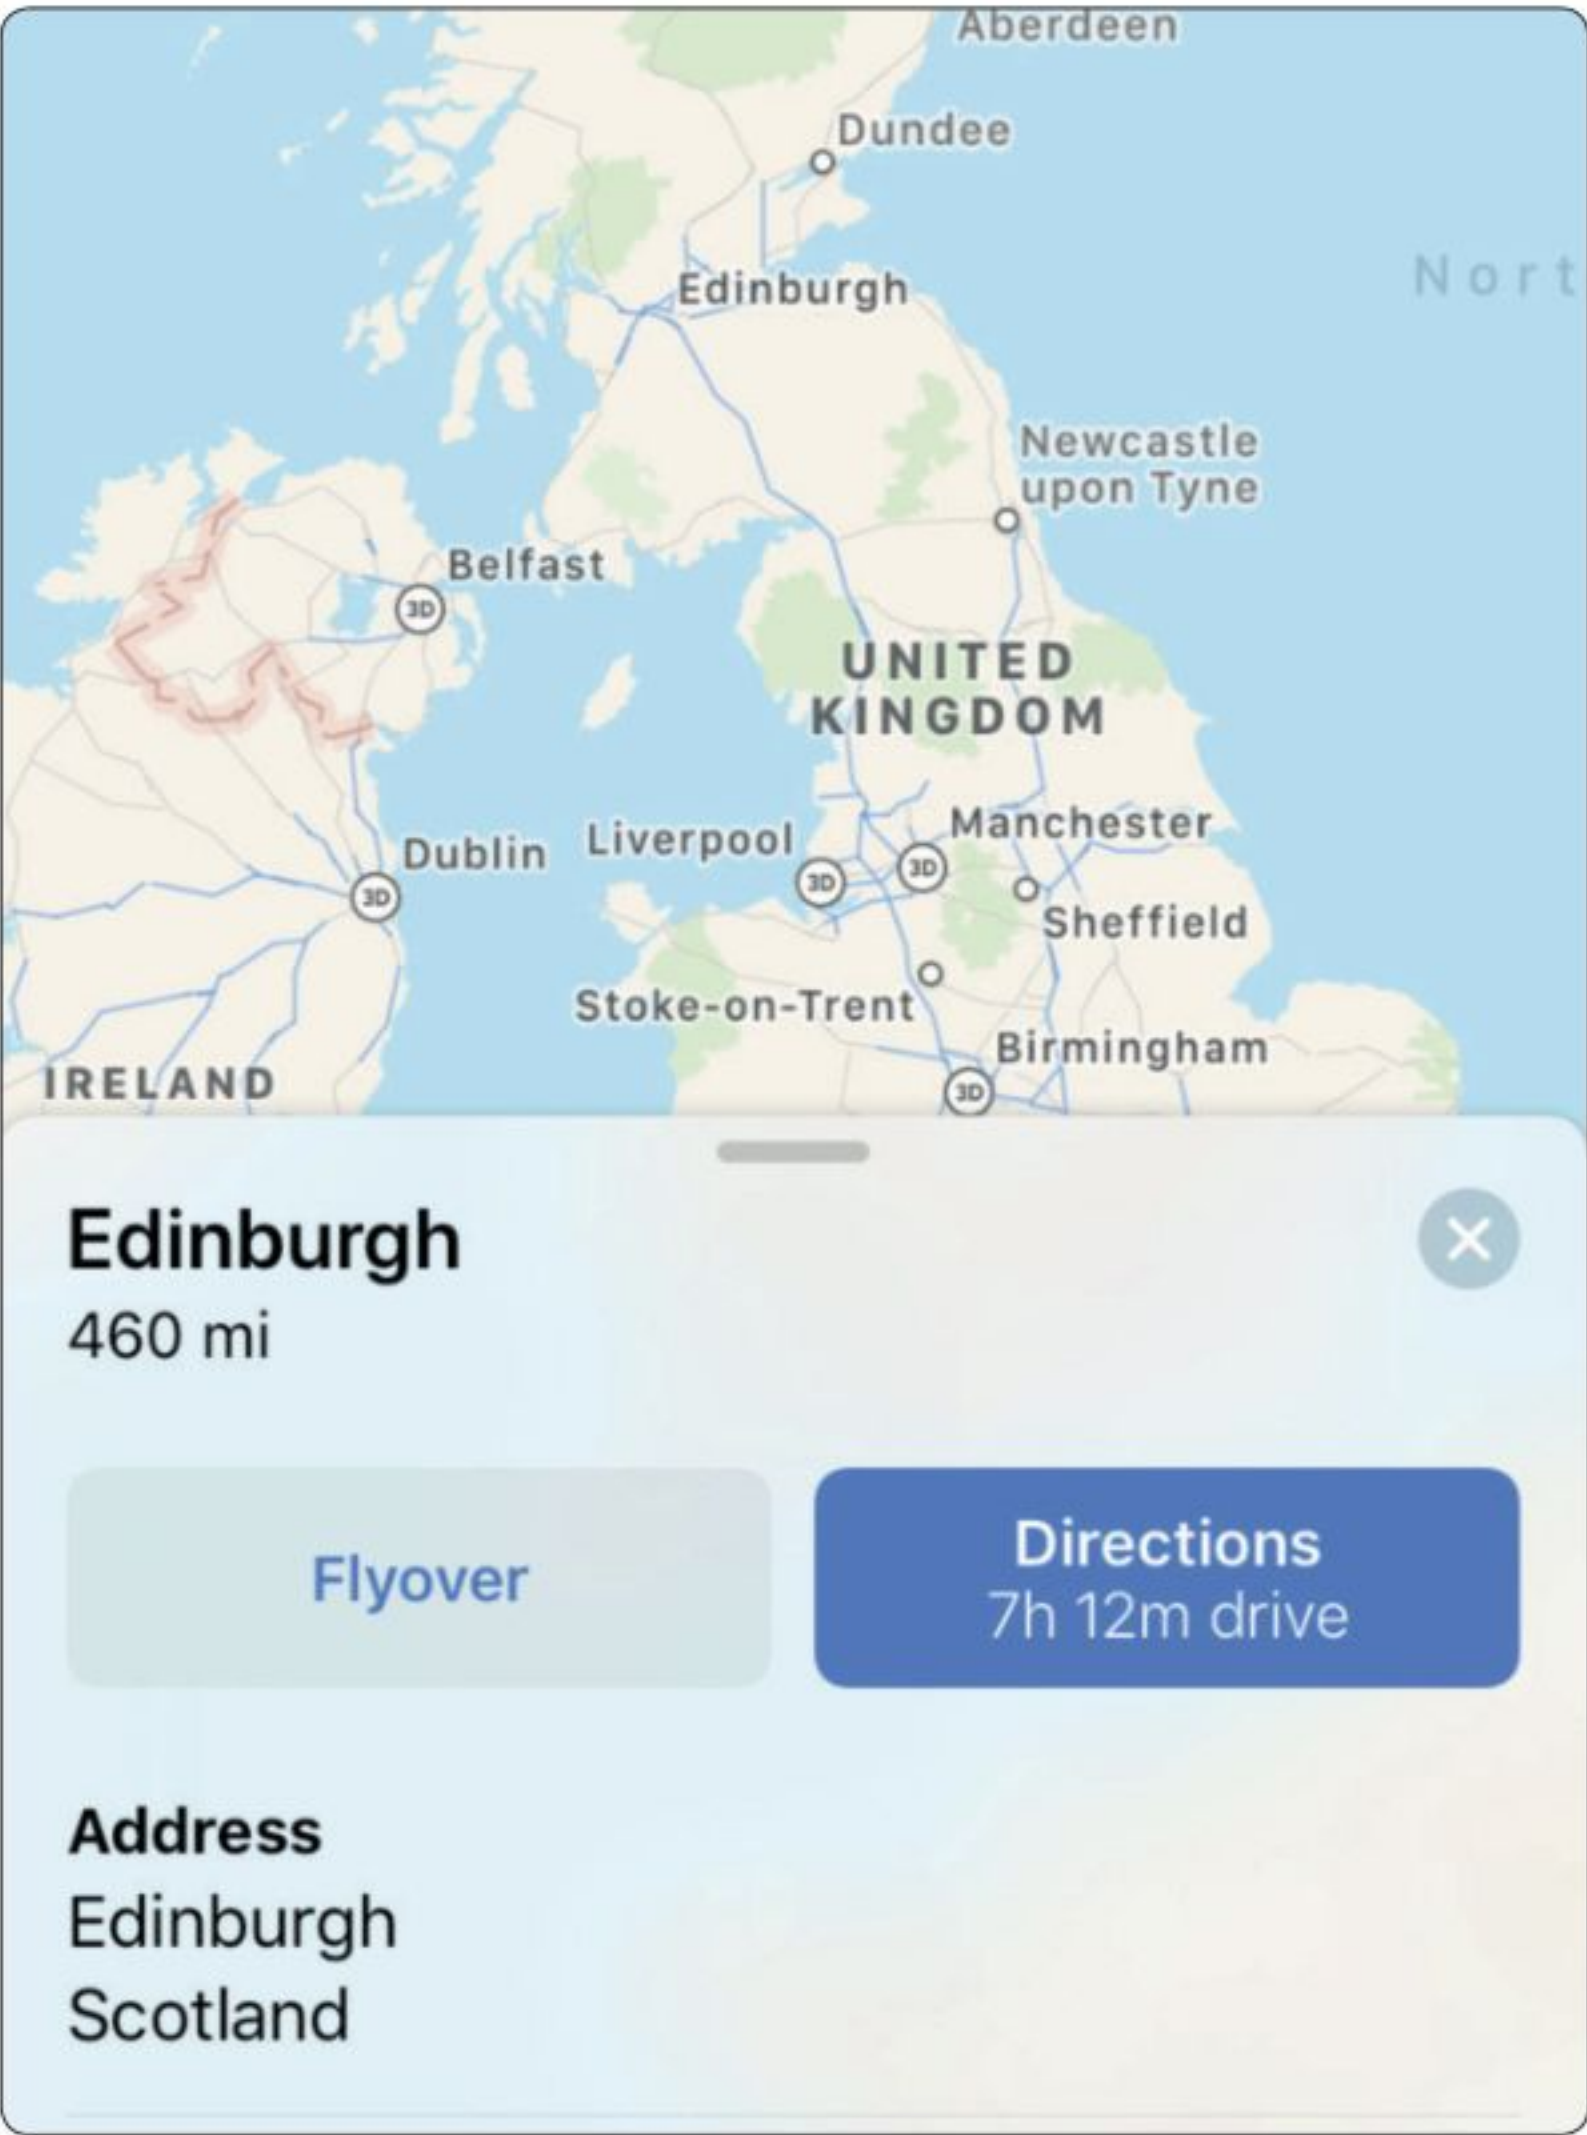 Aberdeen
Dundee
Nort
Edinburgh
Newcastle
upon Tyne
Belfast
3D
UNITED
KINGDOM
Manchester
Liverpool
3D
3D
Dublin
3D
Sheffield
Stoke-on-Trent
Birmingham
3D
IRELAND
Edinburgh
460 mi
Flyover
Directions
7h 12m drive
Address
Edinburgh
Scotland